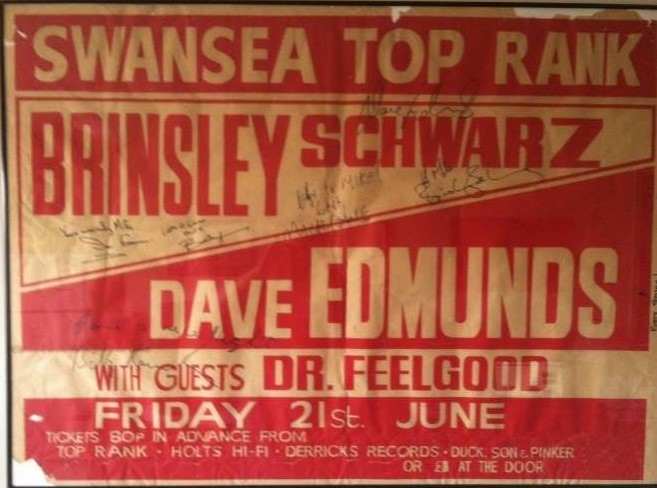 SWANSEA TOP RANK
BRINSLEY SCHWARZ
DAVE EDMUNDS
WITH GUESTS DR. FEELGOOD
FRIDAY 21st. JUNE
TICKETS 80P IN ADVANCE FROM
TOP RANK · HOLTS HI-FI · DERRICKS RECORDS · DUCK, SON & PINKER
OR AT THE DOOR